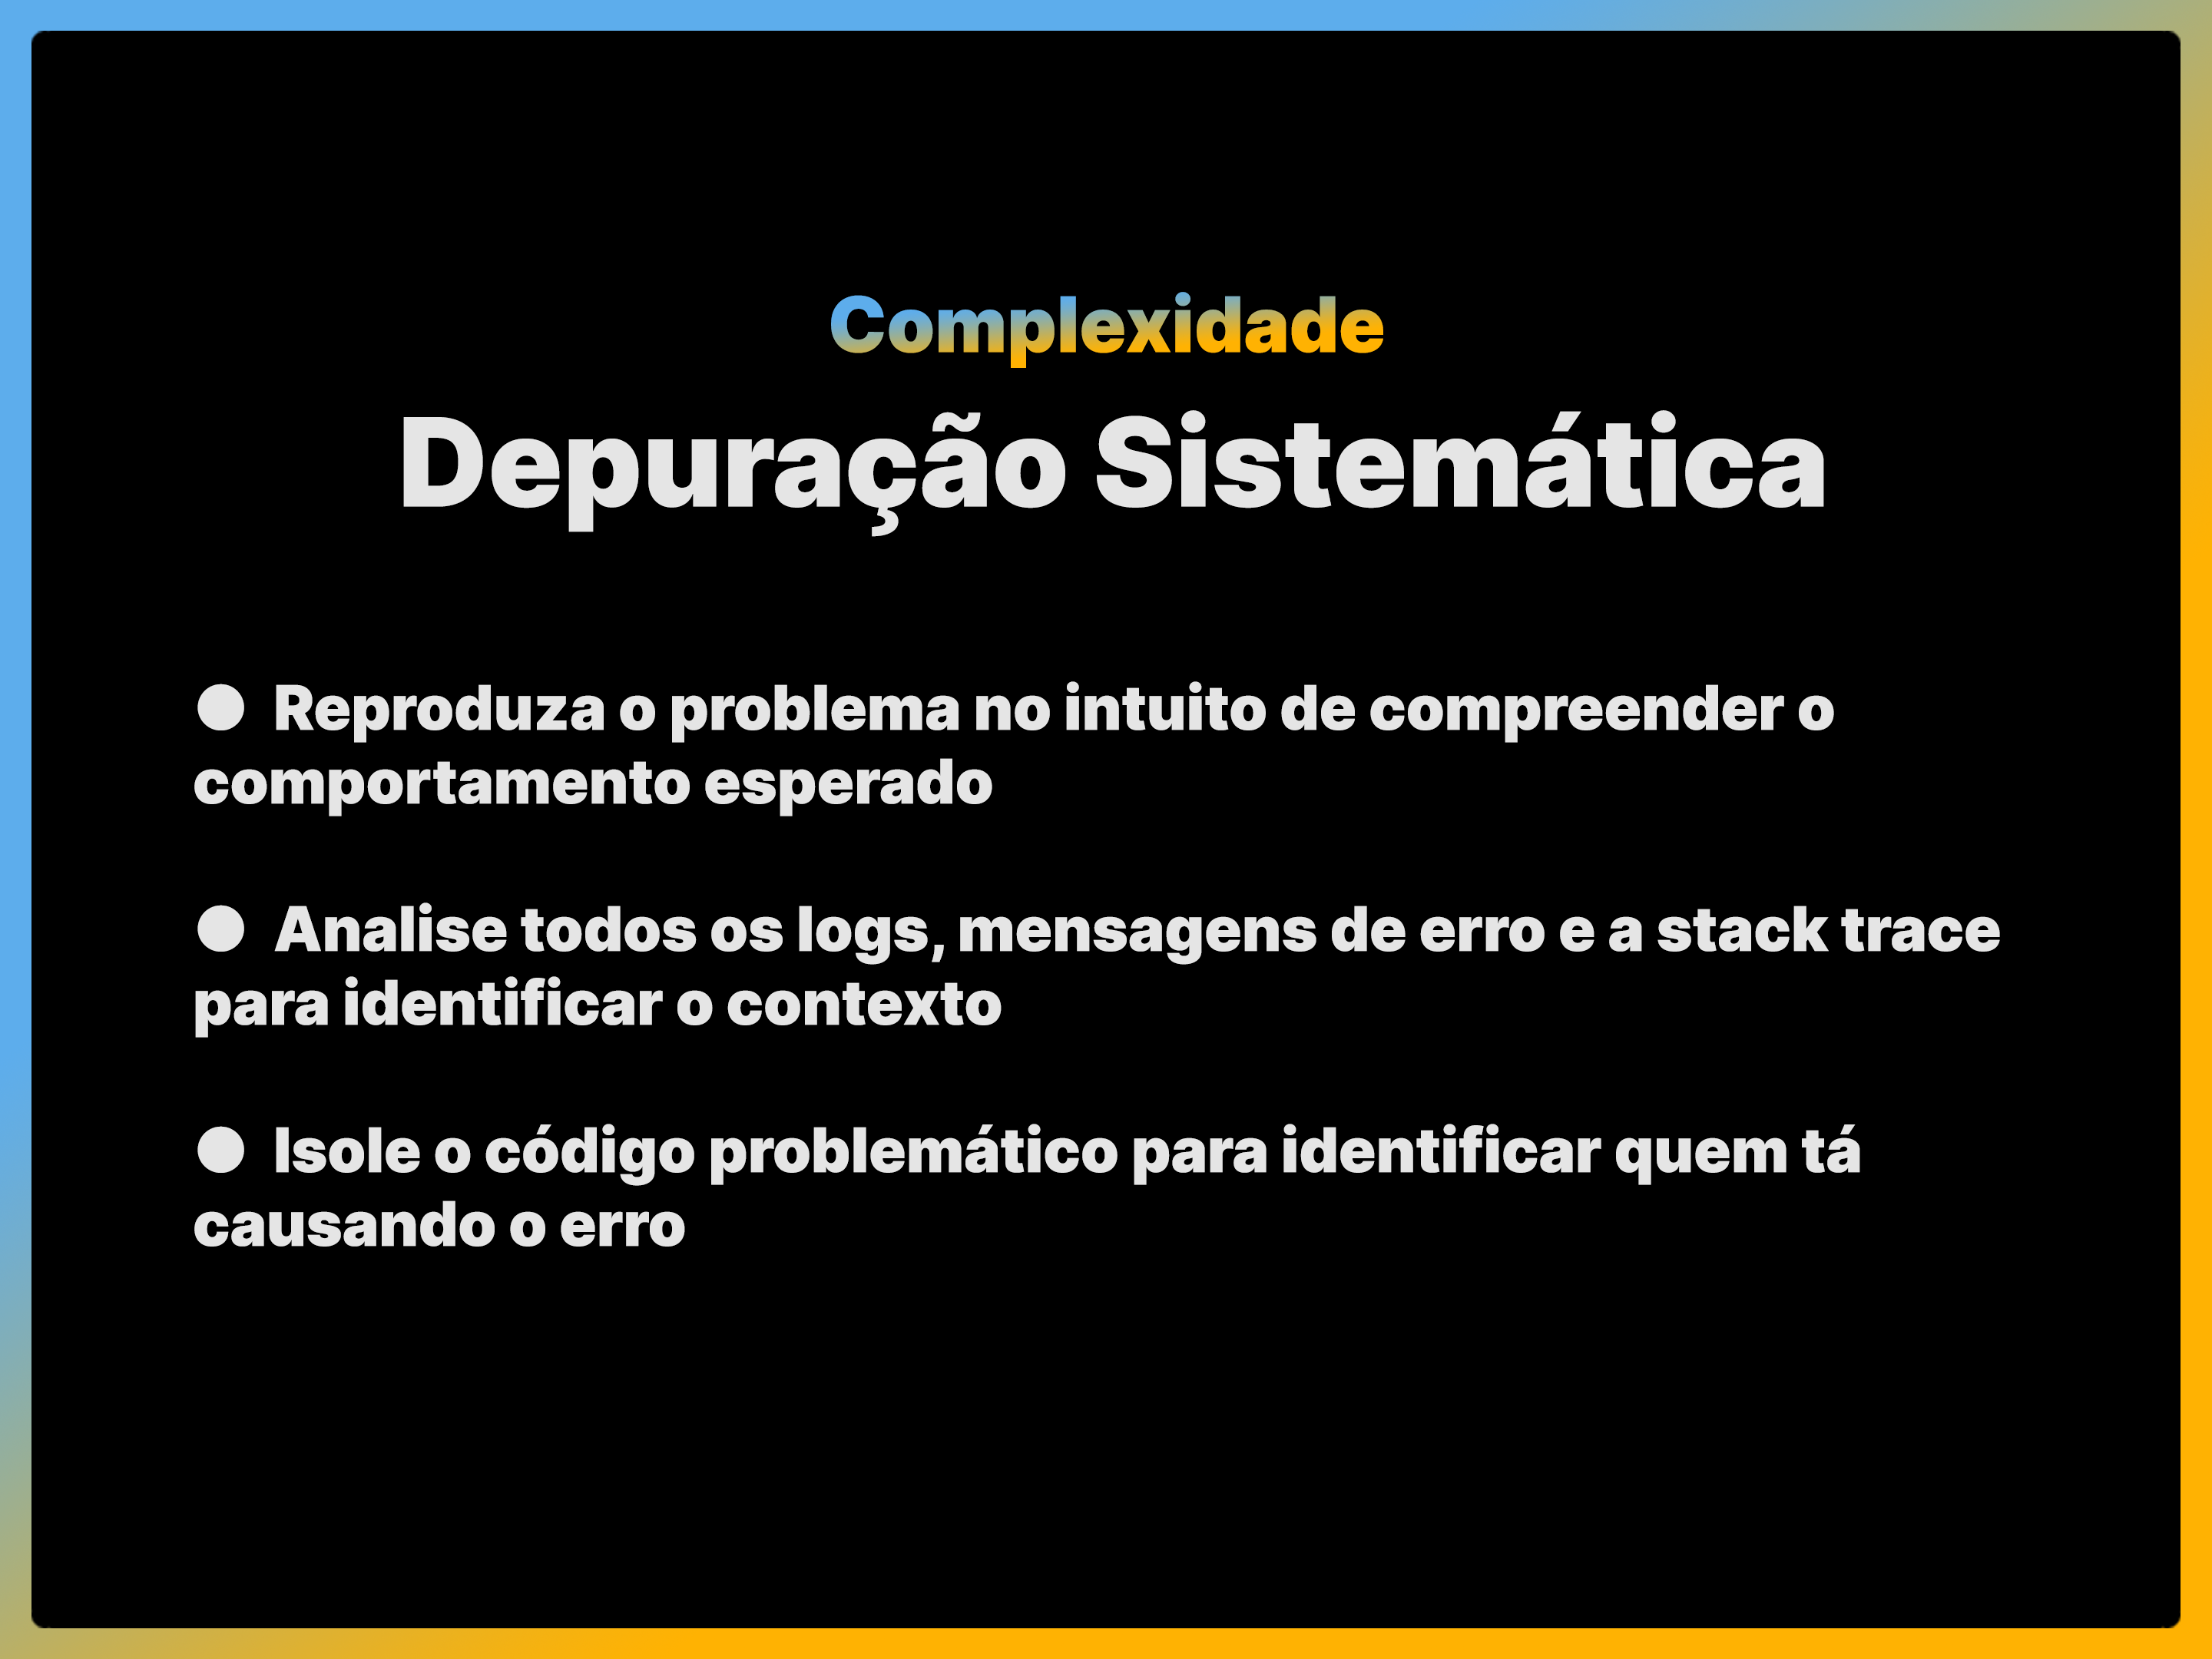 Complexidade
Depuração Sistemática
● Reproduza o problema no intuito de compreender o
comportamento esperado
● Analise todos os logs, mensagens de erro e a stack trace
para identificar o contexto
● Isole o código problemático para identificar quem tá
causando o erro